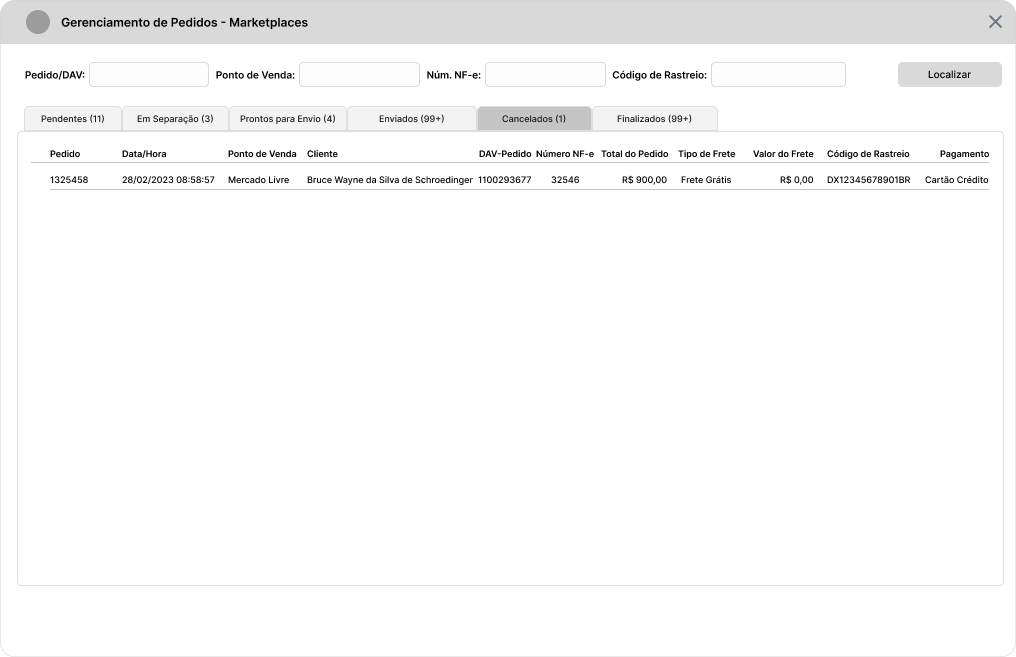 Gerenciamento de Pedidos - Marketplaces
Pedido/DAV: Ponto de Venda: Núm. NF-e: Código de Rastreio: Localizar
Pendentes (11) Em Separação (3) Prontos para Envio (4) Enviados (99+) Cancelados (1) Finalizados (99+)
Pedido Data/Hora Ponto de Venda Cliente DAV-Pedido Número NF-e Total do Pedido Tipo de Frete Valor do Frete Código de Rastreio Pagamento
1325458 28/02/2023 08:58:57 Mercado Livre Bruce Wayne da Silva de Schroedinger 1100293677 32546 R$ 900,00 Frete Grátis R$ 0,00 DX12345678901BR Cartão Crédito